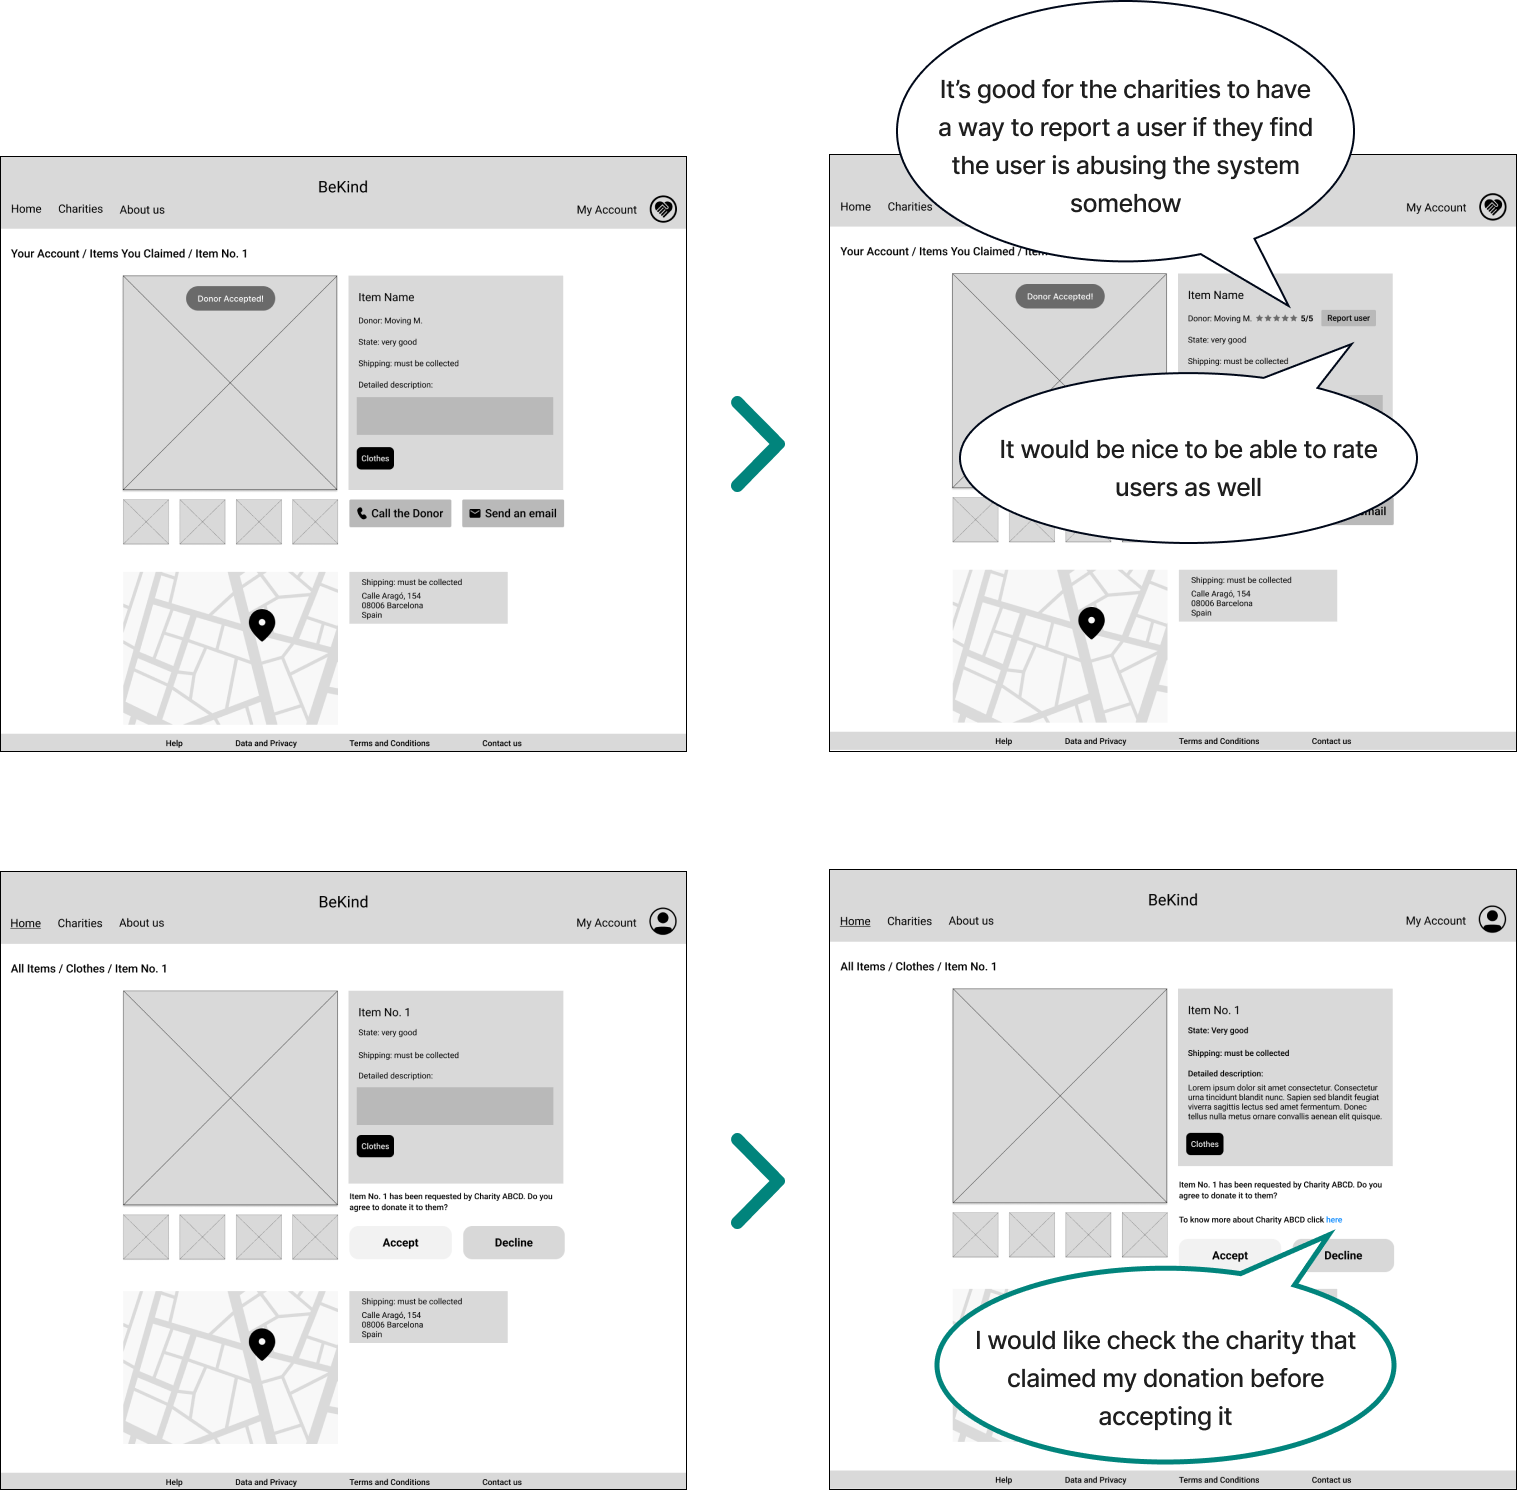 BeKind
Home Charities About us My Account
Your Account / Items You Claimed / Item No. 1
Donor Accepted!
Item Name
Donor: Moving M.
State: very good
Shipping: must be collected
Detailed description:
Clothes
Call the Donor Send an email
Shipping: must be collected
Calle Aragó, 154
08006 Barcelona
Spain
Help Data and Privacy Terms and Conditions Contact us
It's good for the charities to have
a way to report a user if they find
the user is abusing the system
somehow
Home Charities My Account
Your Account / Items You Claimed /
Donor Accepted!
Item Name
Donor: Moving M. 5/5 Report user
State: very good
Shipping: must be collected
It would be nice to be able to rate
users as well
Shipping: must be collected
Calle Aragó, 154
08006 Barcelona
Spain
Help Data and Privacy Terms and Conditions Contact us
BeKind
Home Charities About us My Account
All Items / Clothes / Item No. 1
Item No. 1
State: very good
Shipping: must be collected
Detailed description:
Clothes
Item No. 1 has been requested by Charity ABCD. Do you
agree to donate it to them?
Accept Decline
Shipping: must be collected
Calle Aragó, 154
08006 Barcelona
Spain
Help Data and Privacy Terms and Conditions Contact us
BeKind
Home Charities About us My Account
All Items / Clothes / Item No. 1
Item No. 1
State: Very good
Shipping: must be collected
Detailed description:
Lorem ipsum dolor sit amet consectetur. Consectetur
urna tincidunt blandit nunc. Sapien sed blandit feugiat
viverra sagittis lectus sed amet fermentum. Donec
tellus nulla metus ornare convallis aenean elit quisque.
Clothes
Item No. 1 has been requested by Charity ABCD. Do you
agree to donate it to them?
To know more about Charity ABCD click here
Accept Decline
I would like check the charity that
claimed my donation before
accepting it
Help Data and Privacy Terms and Conditions Contact us